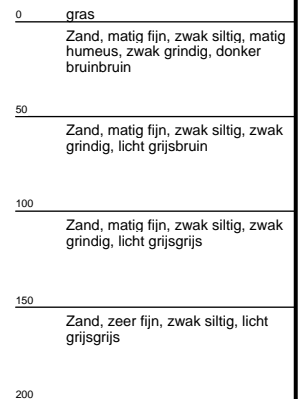 0 gras
Zand, matig fijn, zwak siltig, matig
humeus, zwak grindig, donker
bruinbruin
50
Zand, matig fijn, zwak siltig, zwak
grindig, licht grijsbruin
100
Zand, matig fijn, zwak siltig, zwak
grindig, licht grijsgrijs
150
Zand, zeer fijn, zwak siltig, licht
grijsgrijs
200